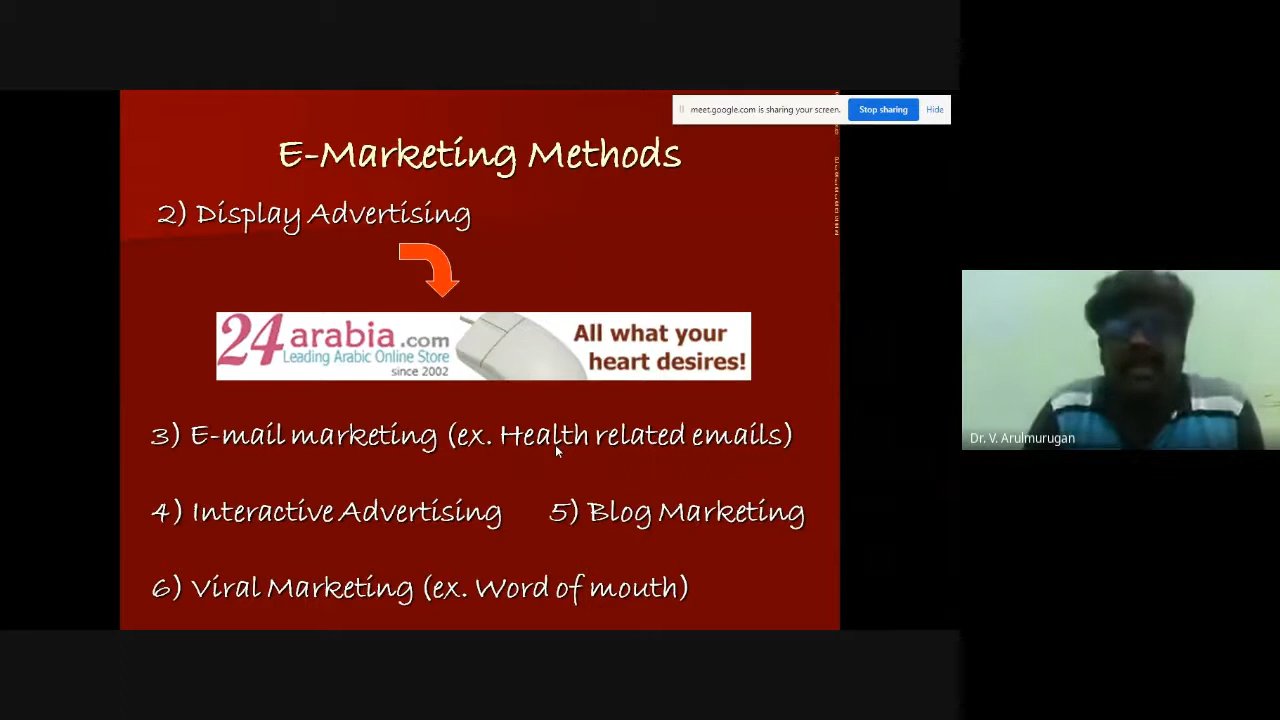 meet.google.com is sharing your screen.
Stop sharing
Hide
E-Marketing Methods
2) Display Advertising
24 arabia.com
Leading Arabic Online Store
since 2002
All what your
heart desires!
3) E-mail marketing (ex. Health related emails)
4) Interactive Advertising 5) Blog Marketing
6) Viral Marketing (ex. Word of mouth)
Dr. V. Arulmurugan